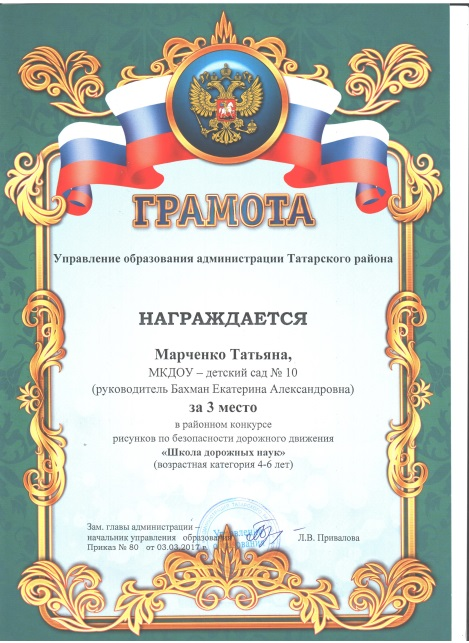 ГРАМОТА
Управление образования администрации Татарского района
НАГРАЖДАЕТСЯ
Марченко Татьяна,
МКДОУ – детский сад № 10
(руководитель Бахман Екатерина Александровна)
за 3 место
в районном конкурсе
рисунков по безопасности дорожного движения
«Школа дорожных наук»
(возрастная категория 4-6 лет)
Зам. главы администрации –
начальник управления образования Л.В. Привалова
Приказ № 80 от 03.03.2017 г.
Управление
образования